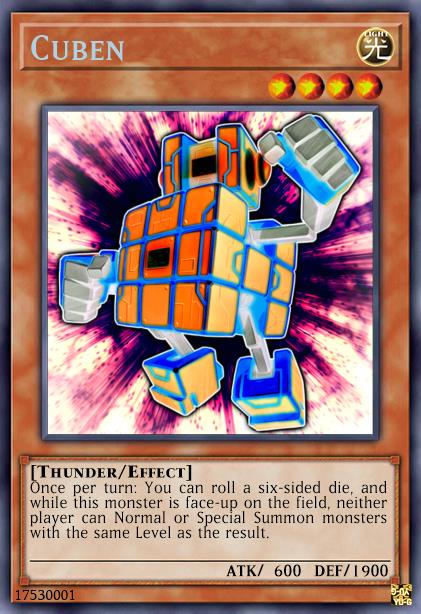 Cuben
LIGHT
光
[Thunder/Effect]
Once per turn: You can roll a six-sided die, and
while this monster is face-up on the field, neither
player can Normal or Special Summon monsters
with the same Level as the result.
ATK/ 600 DEF/1900
17530001